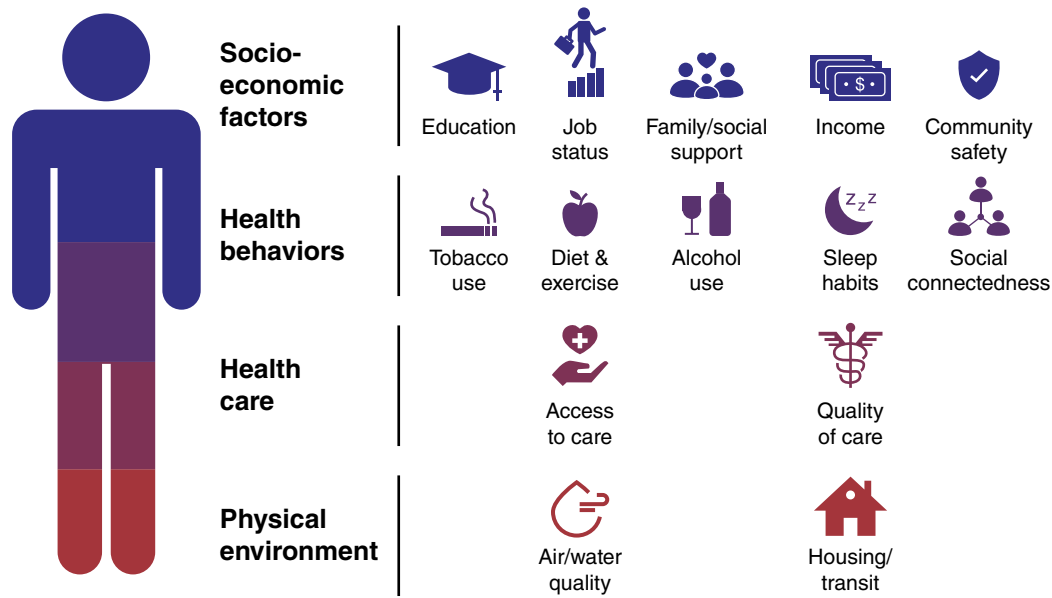 Socio-
economic
factors
$
Education
Job
status
Family/social
support
Income
Community
safety
Health
behaviors
zzz
Tobacco
use
Diet &
exercise
Alcohol
use
Sleep
habits
Social
connectedness
Health
care
Access
to care
Quality
of care
Physical
environment
Air/water
quality
Housing/
transit